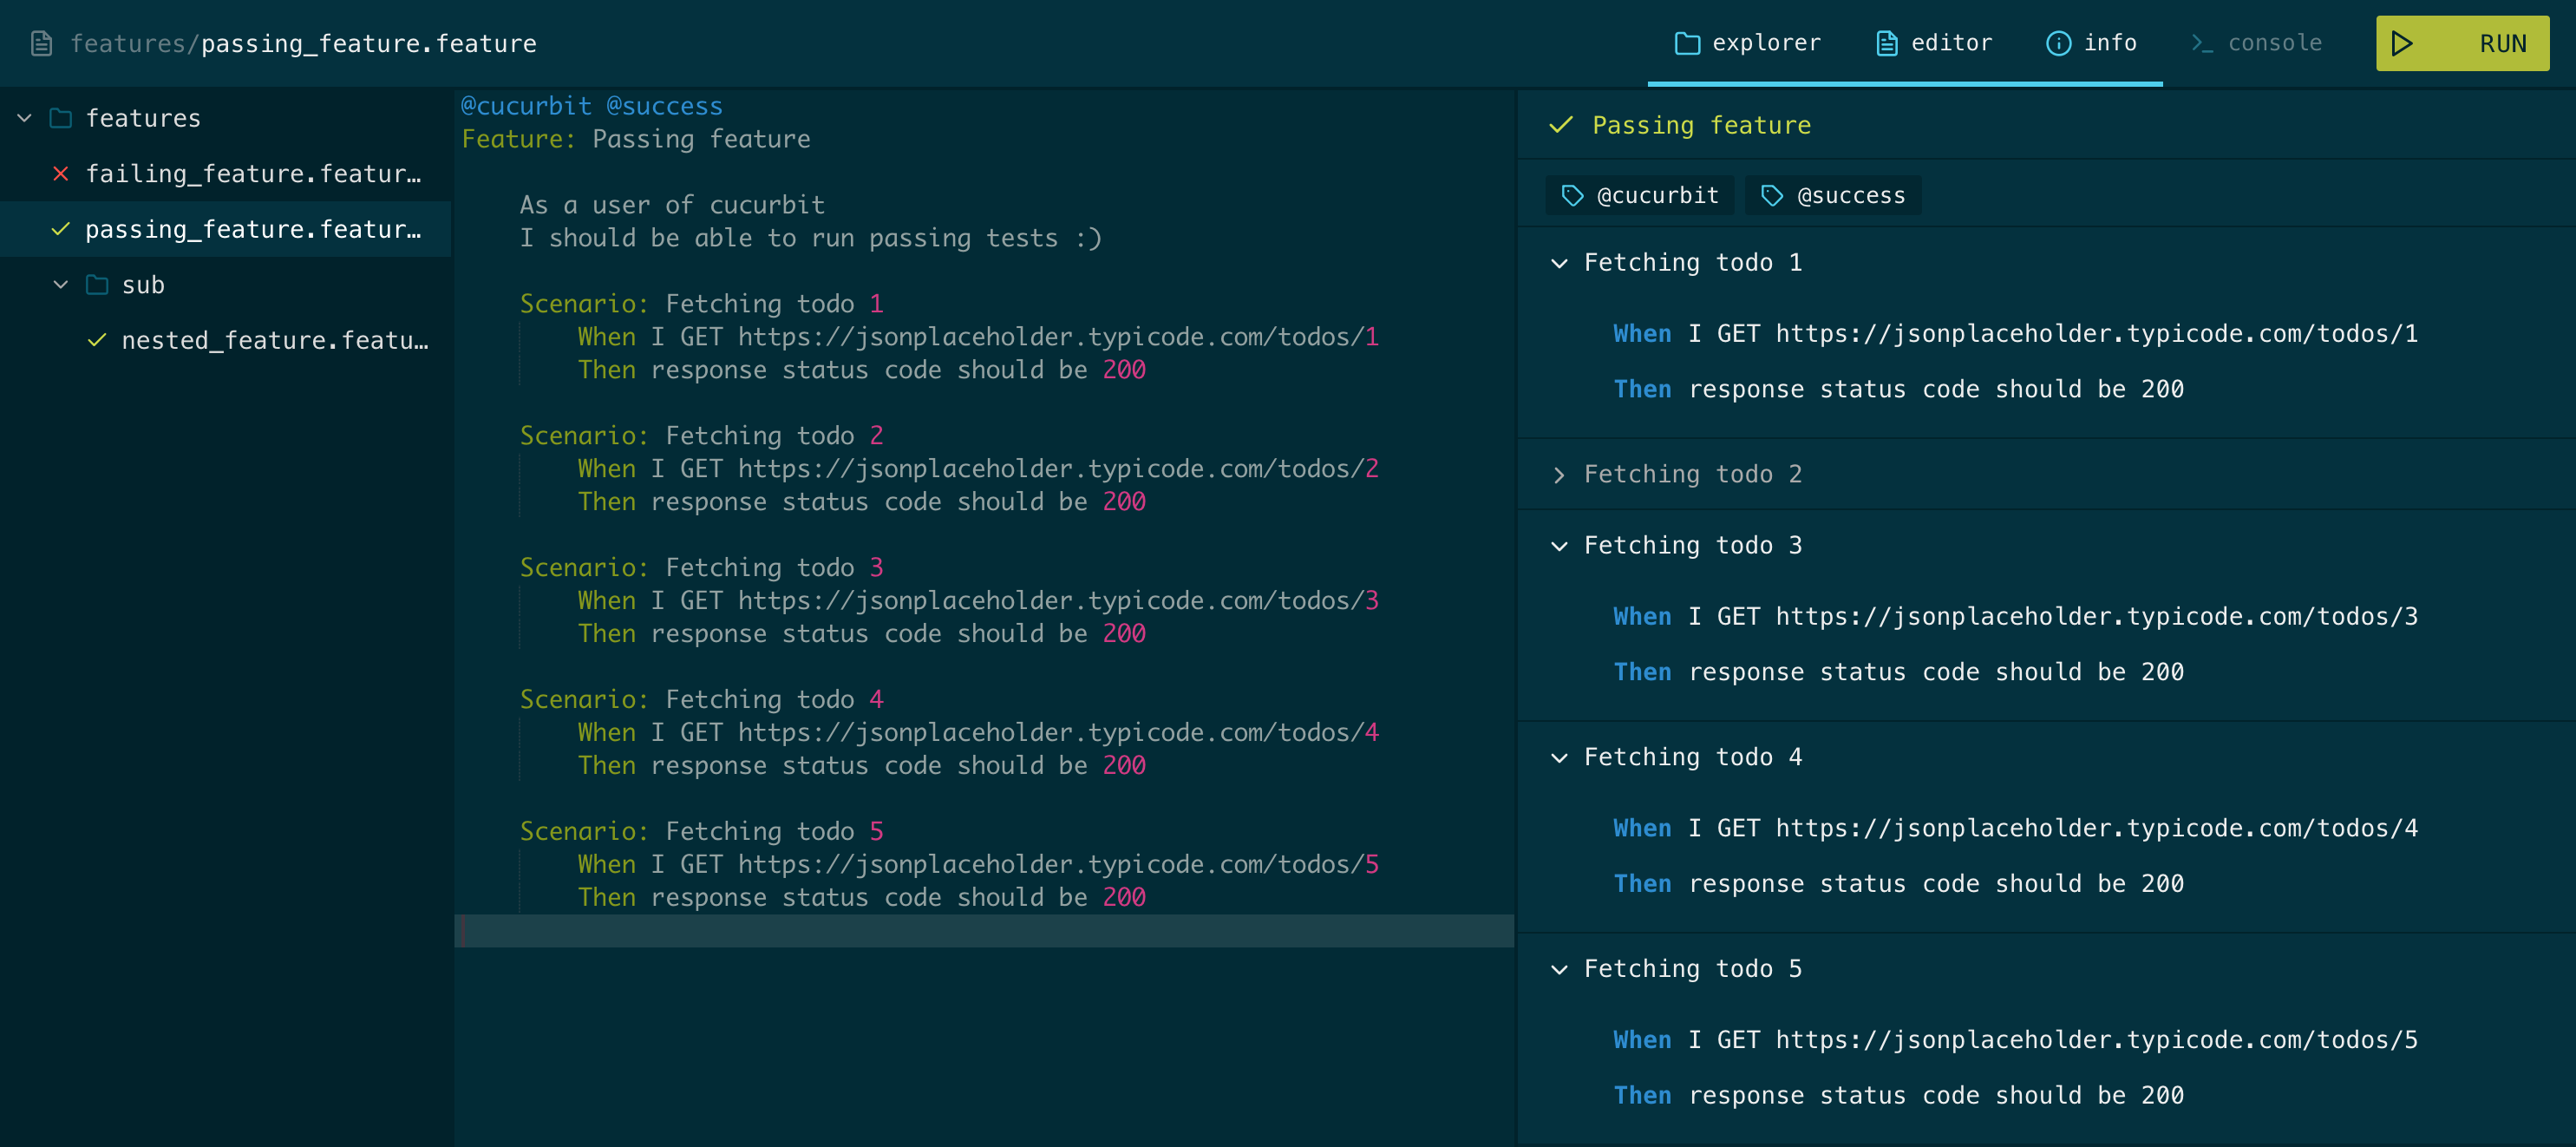 features/passing_feature.feature
explorer
editor
info
console
RUN
features
failing_feature.featur…
passing_feature.featur…
sub
nested_feature.featu…
@cucurbit @success
Feature: Passing feature
As a user of cucurbit
I should be able to run passing tests :)
Scenario: Fetching todo 1
When I GET https://jsonplaceholder.typicode.com/todos/1
Then response status code should be 200
Scenario: Fetching todo 2
When I GET https://jsonplaceholder.typicode.com/todos/2
Then response status code should be 200
Scenario: Fetching todo 3
When I GET https://jsonplaceholder.typicode.com/todos/3
Then response status code should be 200
Scenario: Fetching todo 4
When I GET https://jsonplaceholder.typicode.com/todos/4
Then response status code should be 200
Scenario: Fetching todo 5
When I GET https://jsonplaceholder.typicode.com/todos/5
Then response status code should be 200
Passing feature
@cucurbit
@success
Fetching todo 1
When I GET https://jsonplaceholder.typicode.com/todos/1
Then response status code should be 200
Fetching todo 2
Fetching todo 3
When I GET https://jsonplaceholder.typicode.com/todos/3
Then response status code should be 200
Fetching todo 4
When I GET https://jsonplaceholder.typicode.com/todos/4
Then response status code should be 200
Fetching todo 5
When I GET https://jsonplaceholder.typicode.com/todos/5
Then response status code should be 200